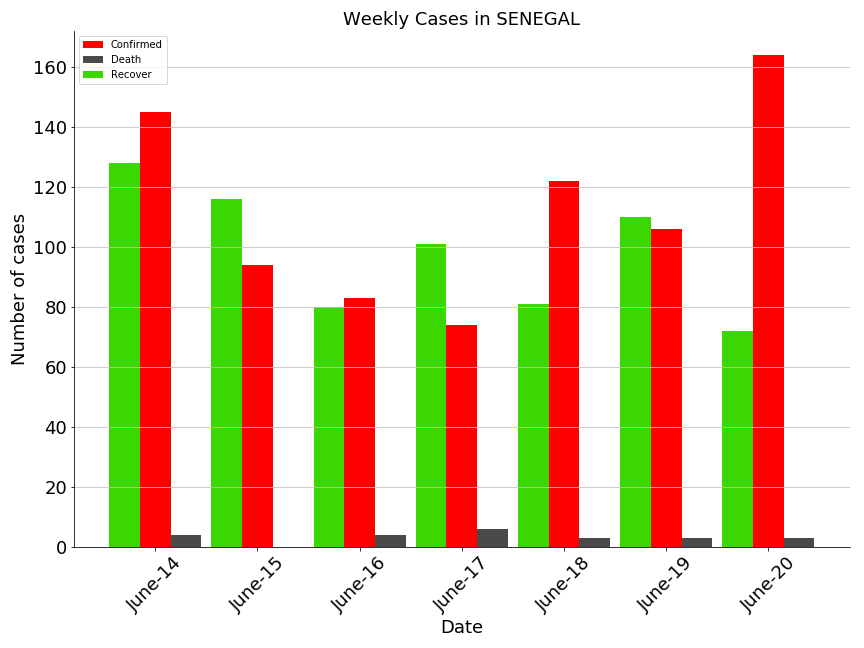 Weekly Cases in SENEGAL
Confirmed
Death
Recover
Number of cases
160
140
120
100
80
60
40
20
0
June-14
June-15
June-16
June-17
June-18
June-19
June-20
Date